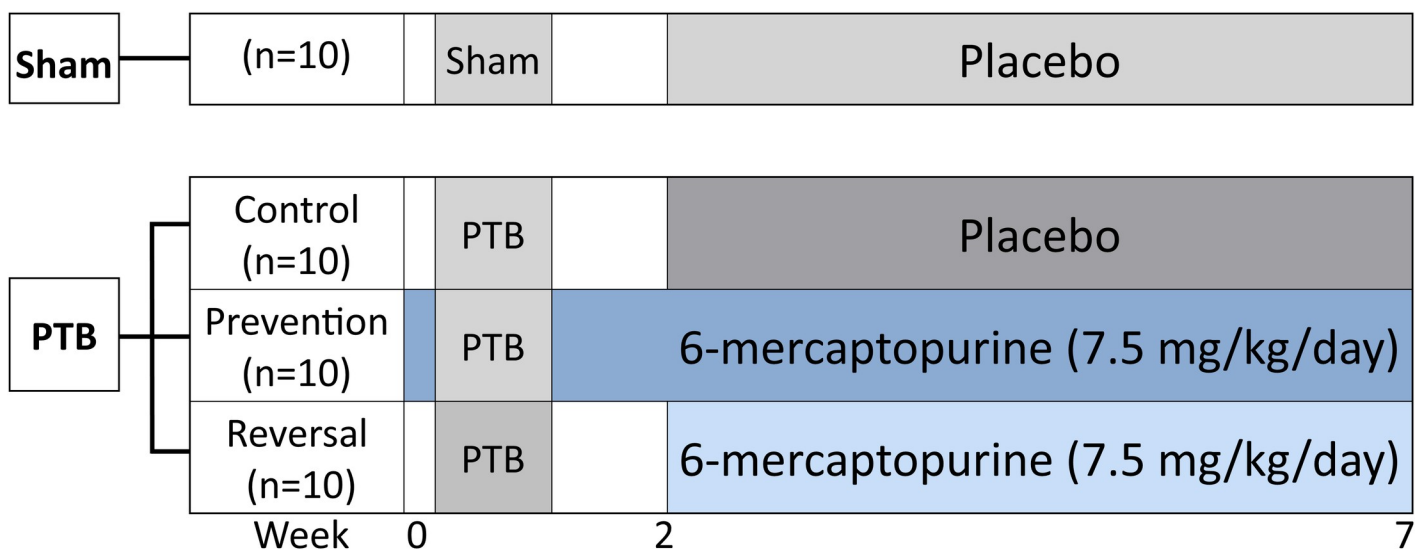 Sham
(n=10)
Sham
Placebo
PTB
Control
(n=10)
PTB
Placebo
Prevention
(n=10)
PTB
6-mercaptopurine (7.5 mg/kg/day)
Reversal
(n=10)
PTB
6-mercaptopurine (7.5 mg/kg/day)
Week 0 2 7